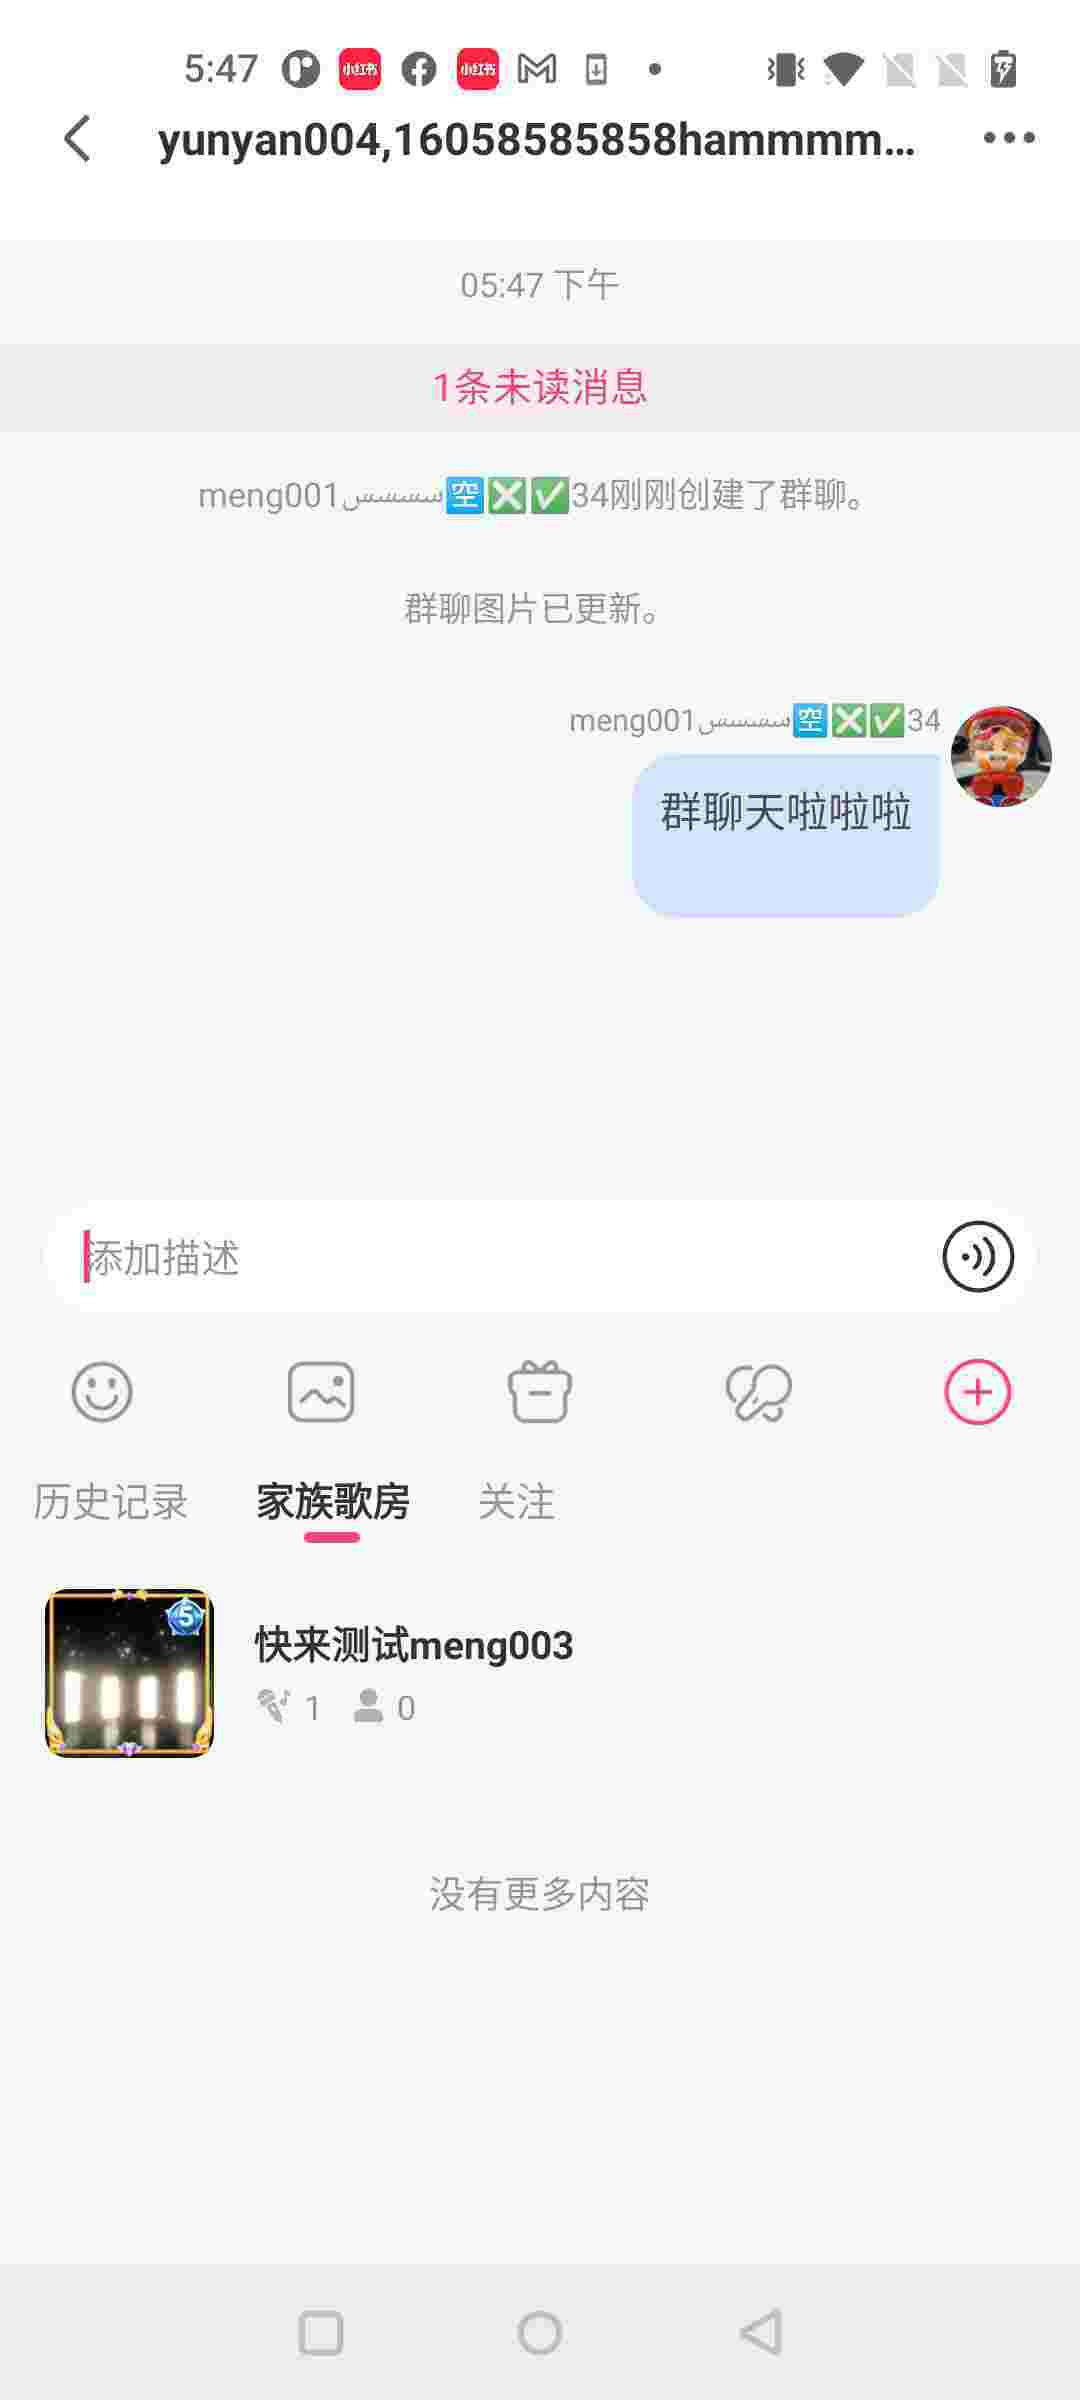 5:47
小红书
小红书
yunyan004,16058585858hammmm...
05:47 下午
1条未读消息
meng001سسسسس🈳❎✅34刚刚创建了群聊。
群聊图片已更新。
meng001سسسسس🈳❎✅34
群聊天啦啦啦
添加描述
历史记录 家族歌房 关注
5
快来测试meng003
1 0
没有更多内容